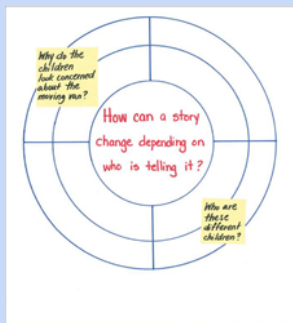 Why do the
children
look concerned
about the
moving van?
How can a story
change depending on
who is telling it?
Who are
these
different
children?